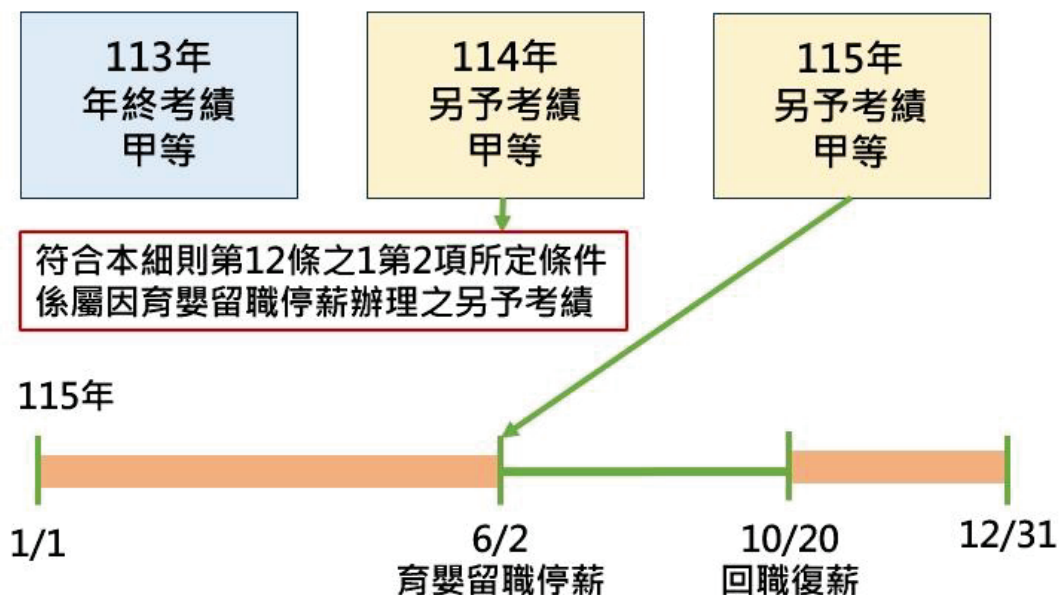 113年
年終考績
甲等
114年
另予考績
甲等
115年
另予考績
甲等
符合本細則第12條之1第2項所定條件
係屬因育嬰留職停薪辦理之另予考績
115年
1/1
6/2
育嬰留職停薪
10/20
回職復薪
12/31